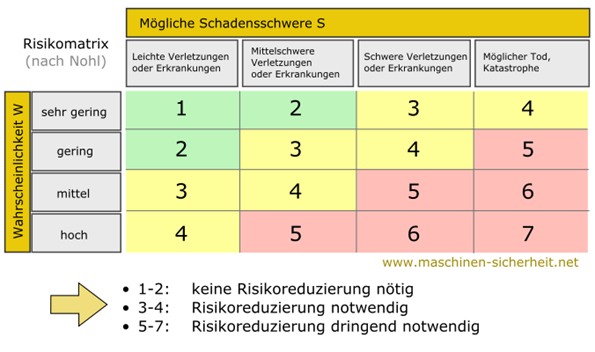 Mögliche Schadensschwere S
Risikomatrix
(nach Nohl)
Leichte Verletzungen
oder Erkrankungen
Mittelschwere
Verletzungen
oder Erkrankungen
Schwere Verletzungen
oder Erkrankungen
Möglicher Tod,
Katastrophe
Wahrscheinlichkeit W
sehr gering 1 2 3 4
gering 2 3 4 5
mittel 3 4 5 6
hoch 4 5 6 7
www.maschinen-sicherheit.net
• 1-2: keine Risikoreduzierung nötig
• 3-4: Risikoreduzierung notwendig
• 5-7: Risikoreduzierung dringend notwendig